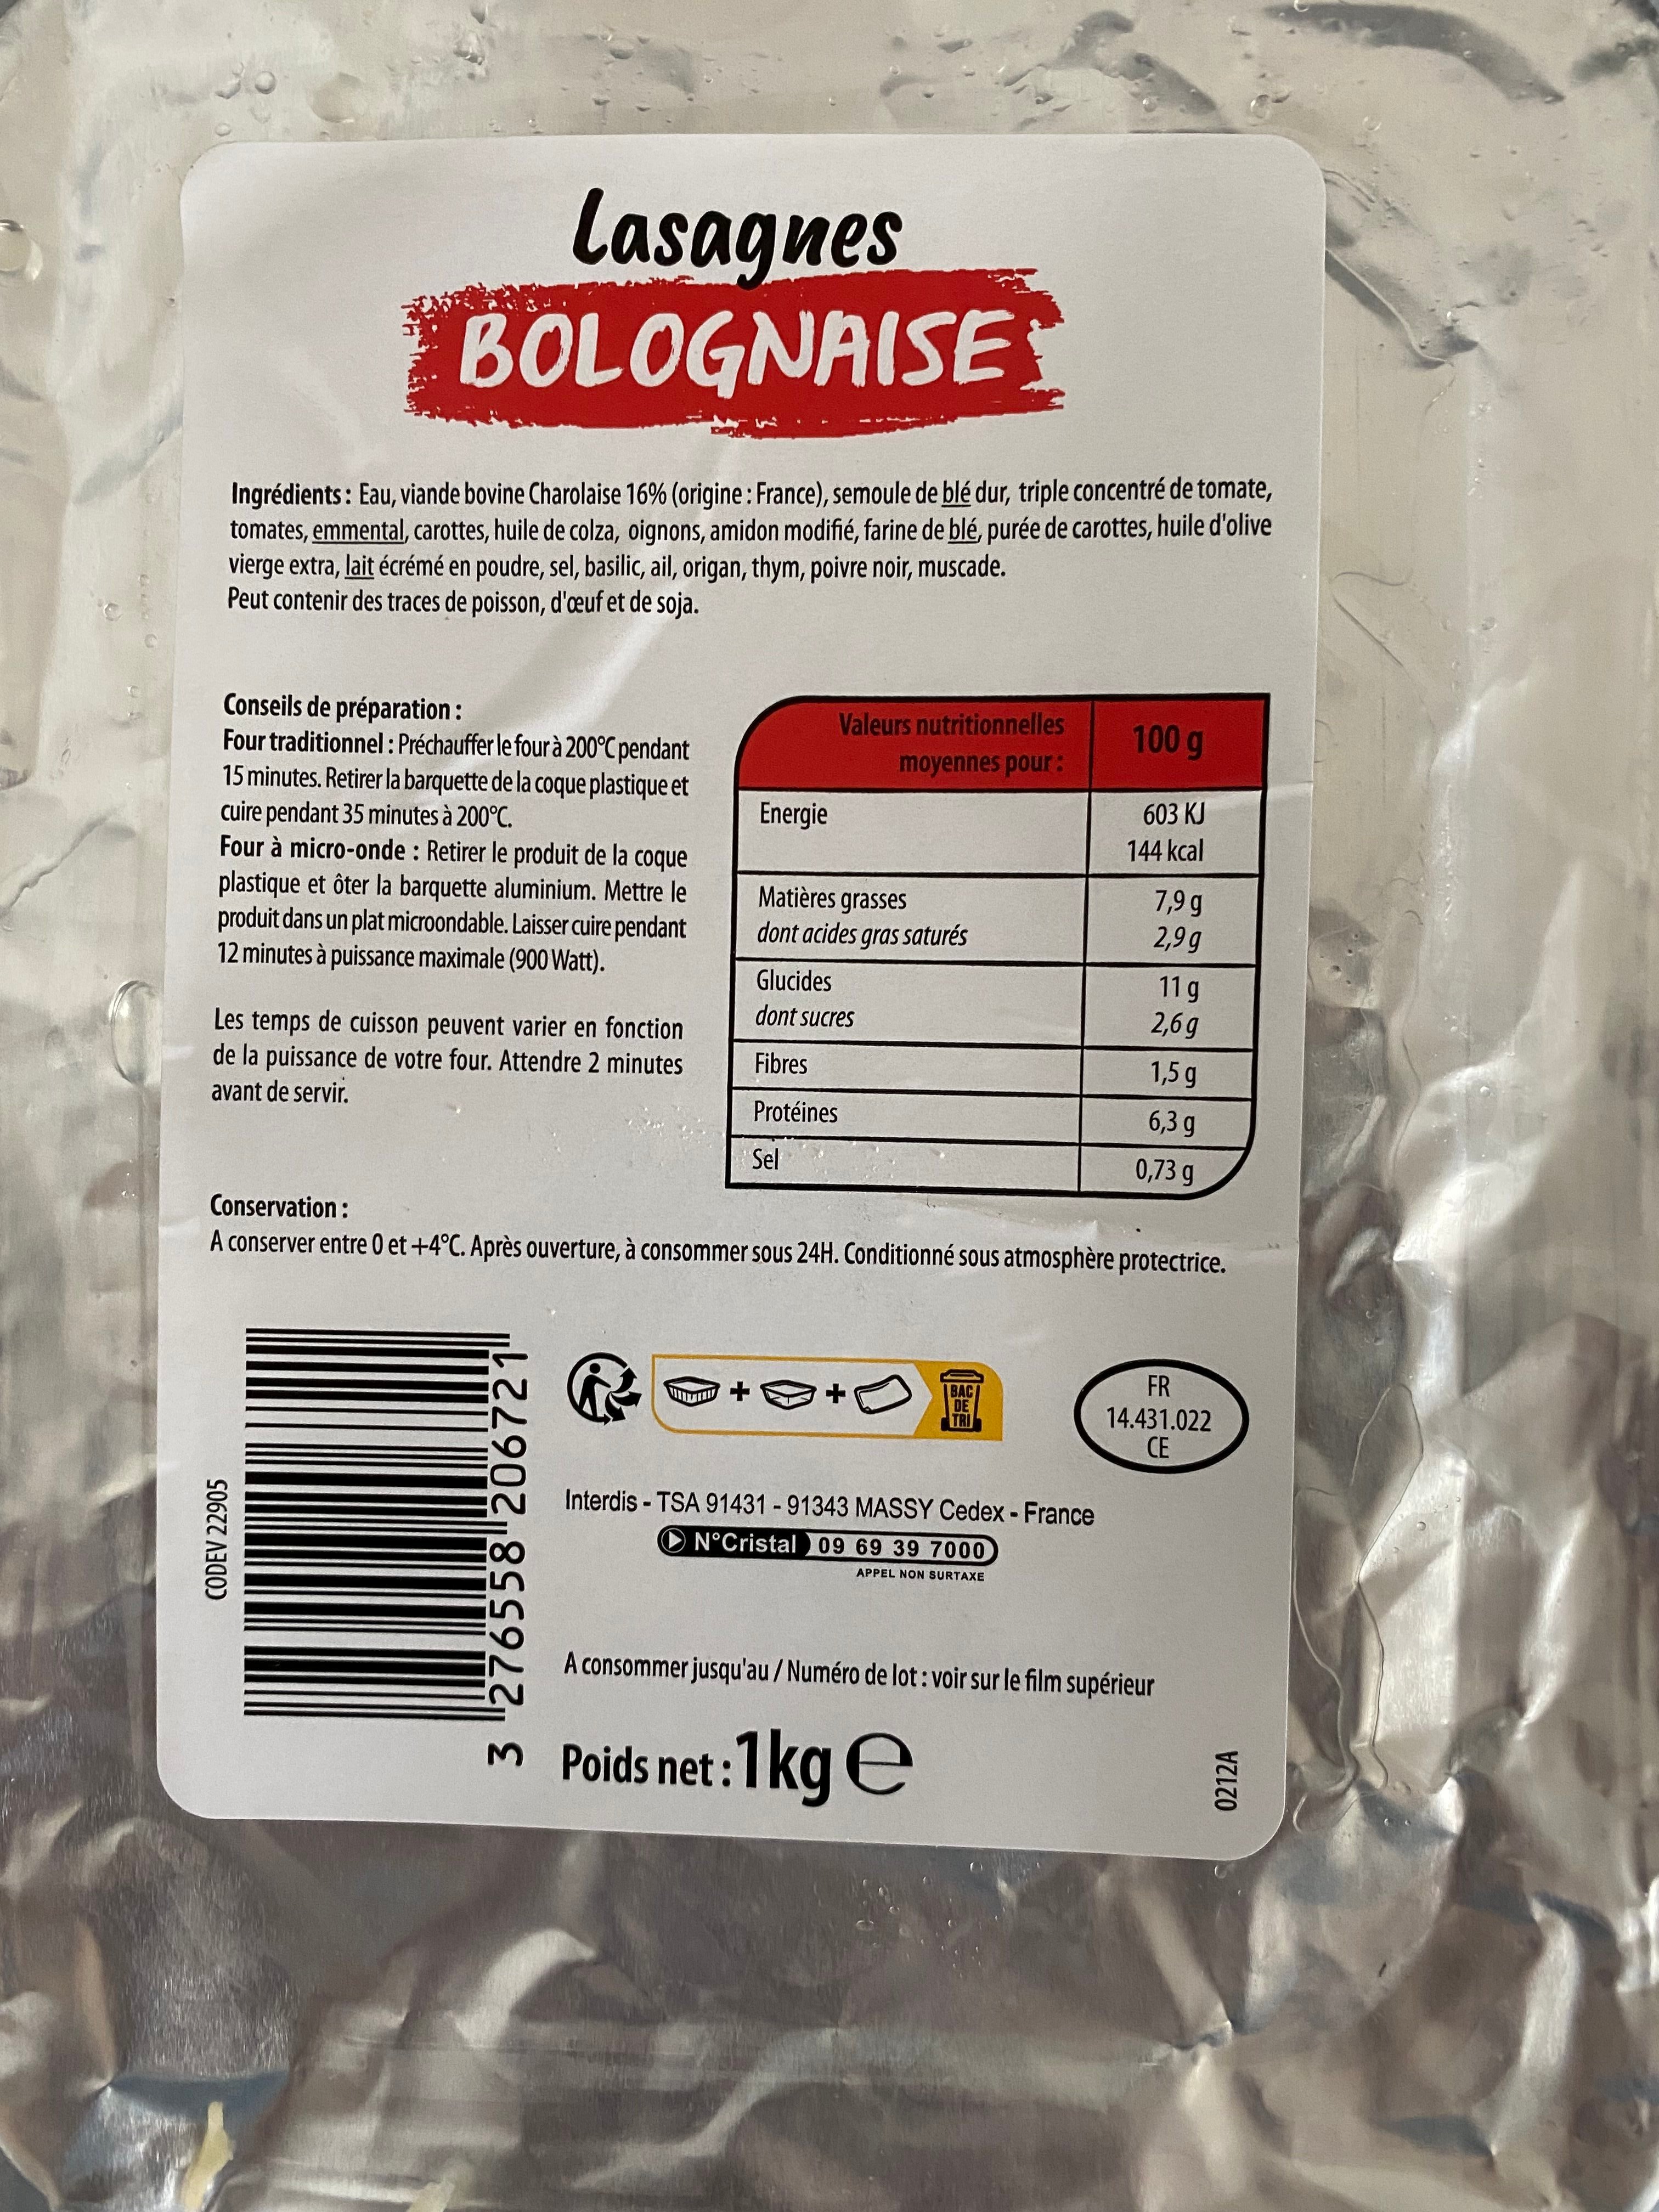 Lasagnes
BOLOGNAISE
Ingrédients : Eau, viande bovine Charolaise 16% (origine : France), semoule de blé dur, triple concentré de tomate,
tomates, emmental, carottes, huile de colza, oignons, amidon modifié, farine de blé, purée de carottes, huile d'olive
vierge extra, lait écrémé en poudre, sel, basilic, ail, origan, thym, poivre noir, muscade.
Peut contenir des traces de poisson, d'œuf et de soja.
Conseils de préparation :
Four traditionnel : Préchauffer le four à 200°C pendant
15 minutes. Retirer la barquette de la coque plastique et
cuire pendant 35 minutes à 200°C.
Four à micro-onde : Retirer le produit de la coque
plastique et ôter la barquette aluminium. Mettre le
produit dans un plat microondable. Laisser cuire pendant
12 minutes à puissance maximale (900 Watt).
Les temps de cuisson peuvent varier en fonction
de la puissance de votre four. Attendre 2 minutes
avant de servir.
Valeurs nutritionnelles
moyennes pour : 100 g
Energie 603 KJ
144 kcal
Matières grasses 7,9 g
dont acides gras saturés 2,9 g
Glucides 11 g
dont sucres 2,6 g
Fibres 1,5 g
Protéines 6,3 g
Sel 0,73 g
Conservation :
A conserver entre 0 et +4°C. Après ouverture, à consommer sous 24H. Conditionné sous atmosphère protectrice.
CODEV 22905
3 276558 206721
+ +
BAC
DE
TRI
FR
14.431.022
CE
Interdis - TSA 91431 - 91343 MASSY Cedex - France
N°Cristal 09 69 39 7000
APPEL NON SURTAXE
A consommer jusqu'au / Numéro de lot : voir sur le film supérieur
Poids net : 1kg e
0212A